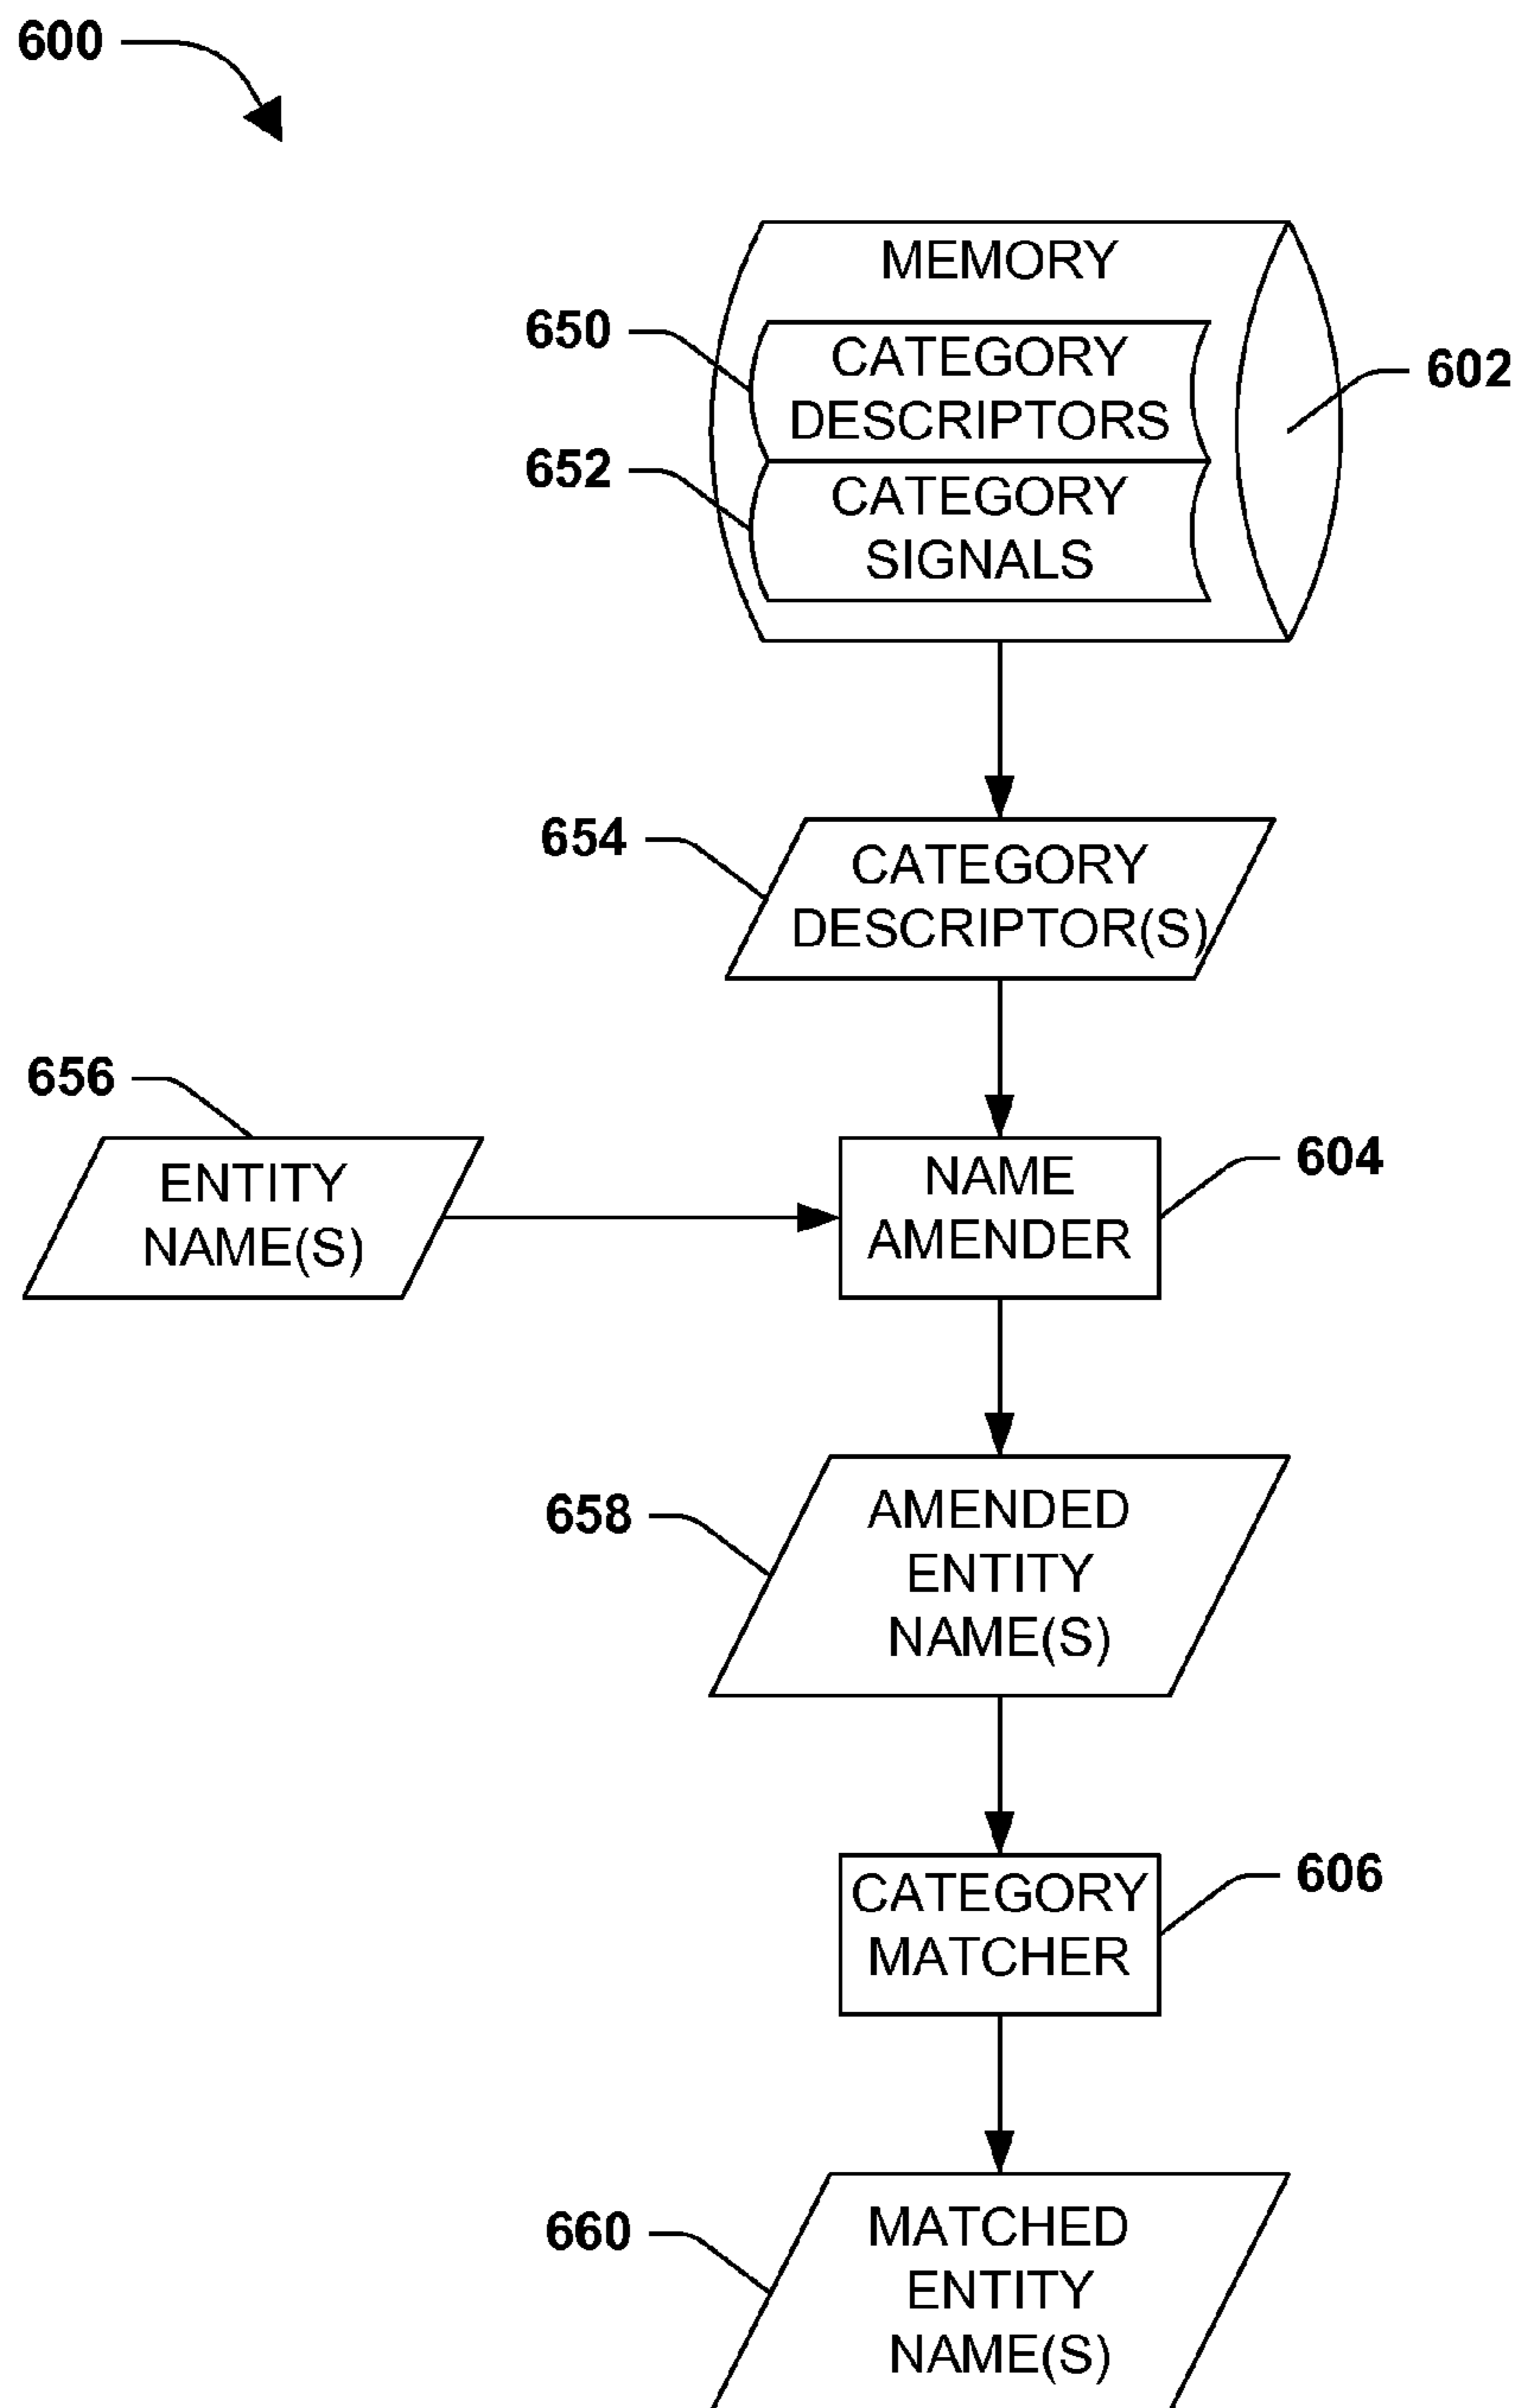 600
MEMORY
650
CATEGORY
DESCRIPTORS
602
652
CATEGORY
SIGNALS
654
CATEGORY
DESCRIPTOR(S)
656
ENTITY
NAME(S)
NAME
AMENDER
604
658
AMENDED
ENTITY
NAME(S)
CATEGORY
MATCHER
606
660
MATCHED
ENTITY
NAME(S)